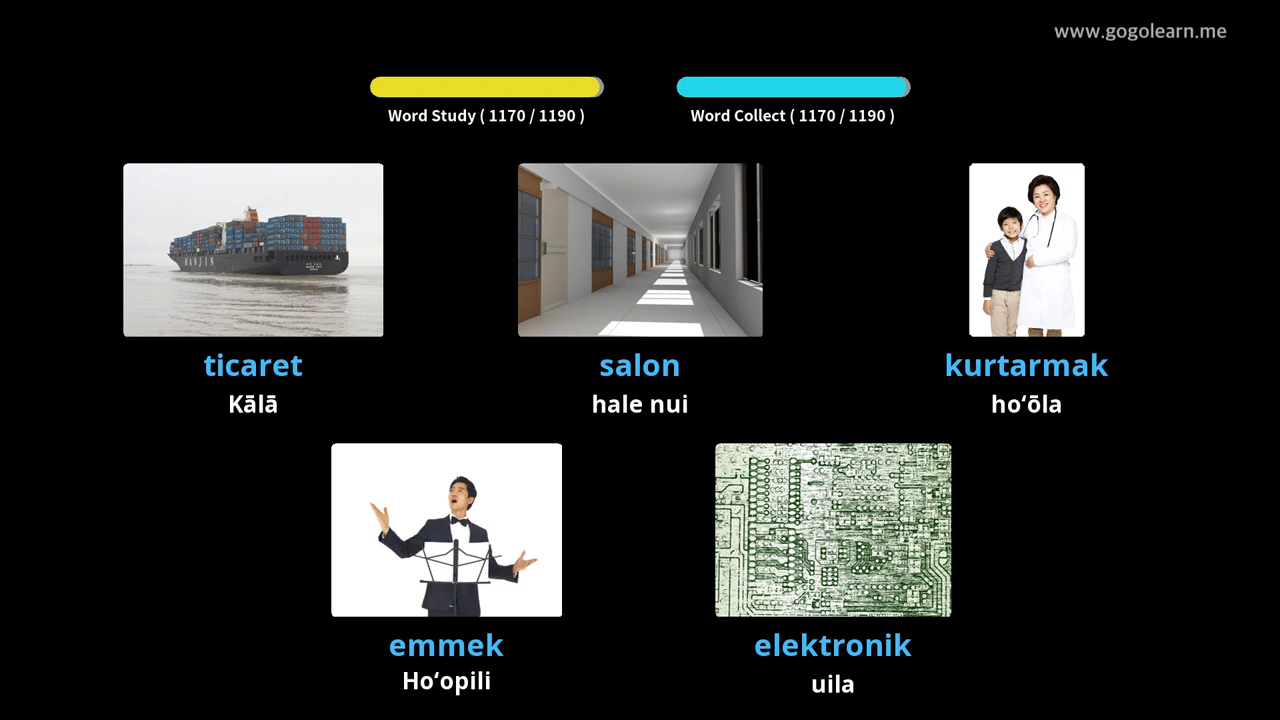 www.gogolearn.me
Word Study ( 1170 / 1190 )
Word Collect ( 1170 / 1190 )
HANJIN
ticaret
salon
kurtarmak
Kālā
hale nui
hoʻōla
emmek
elektronik
Hoʻopili
uila